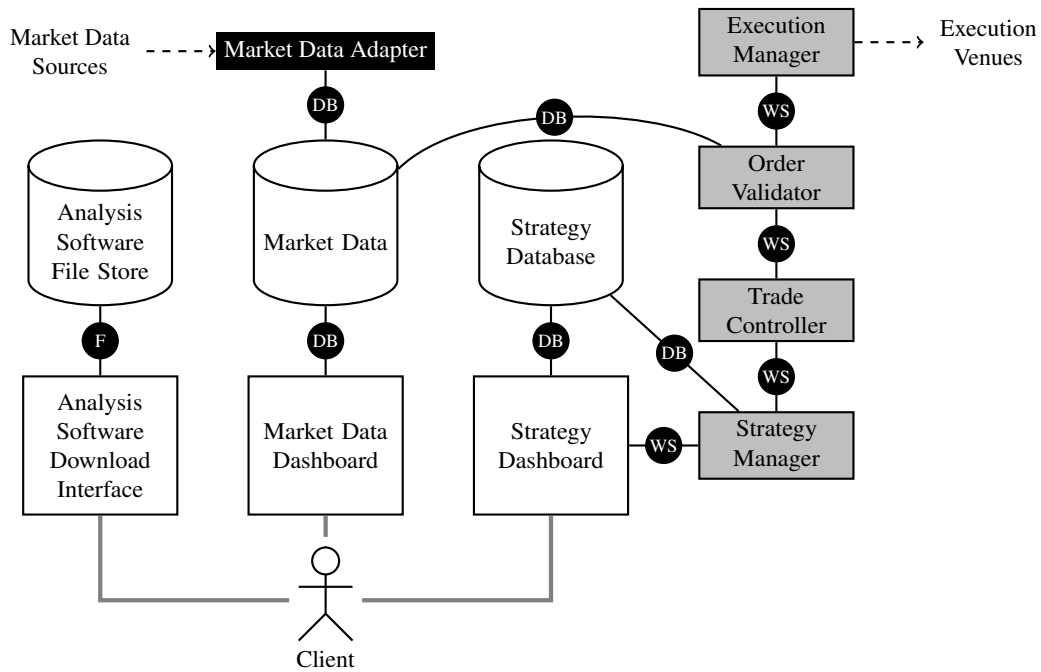 Market Data
Sources
Market Data Adapter
Execution
Manager
Execution
Venues
DB
WS
DB
Order
Validator
Analysis
Software
File Store
Market Data
Strategy
Database
WS
Trade
Controller
F
DB
DB
DB
WS
Analysis
Software
Download
Interface
Market Data
Dashboard
Strategy
Dashboard
WS
Strategy
Manager
Client